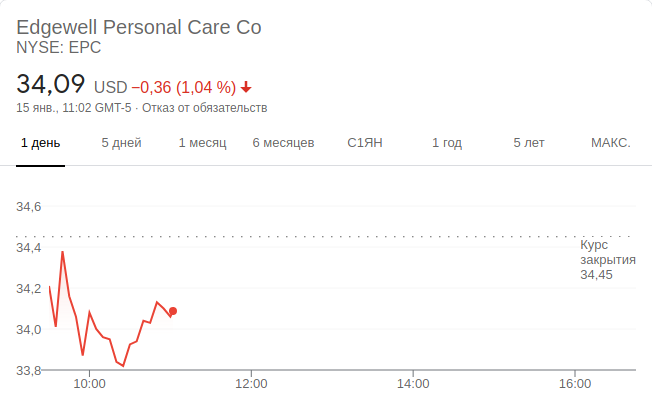 Edgewell Personal Care Co
NYSE: EPC
34,09 USD −0,36 (1,04 %)
15 янв., 11:02 GMT-5 · Отказ от обязательств
1 день 5 дней 1 месяц 6 месяцев С1ЯН 1 год 5 лет МАКС.
34,6
34,4
34,2
34,0
33,8
Курс
закрытия
34,45
10:00 12:00 14:00 16:00